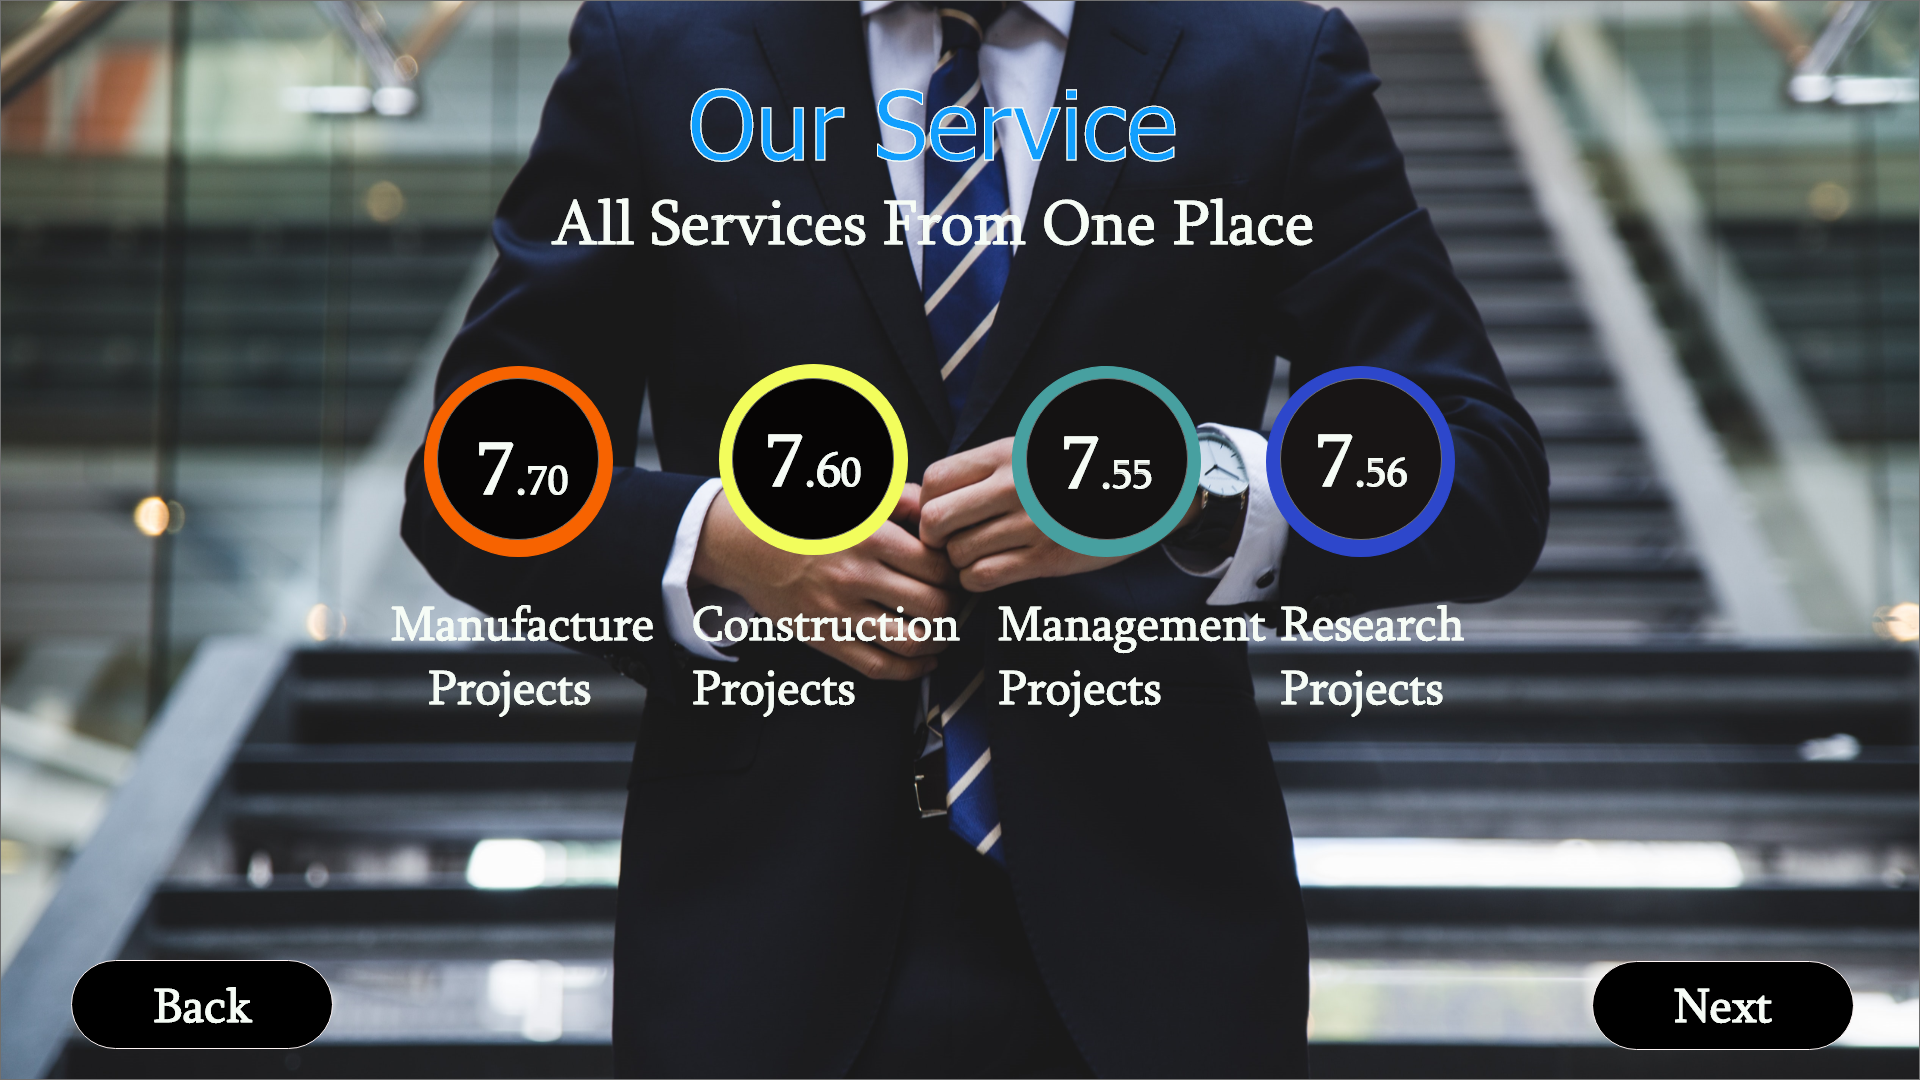 Our Service
All Services From One Place
7.70
7.60
7.55
7.56
Manufacture
Projects
Construction
Projects
Management
Projects
Research
Projects
Back
Next